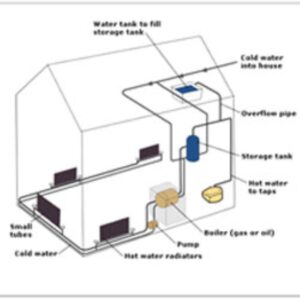 Water tank to fill
storage tank
Cold water
into house
Overflow pipe
Storage tank
Hot water
to taps
Boiler (gas or oil)
Pump
Hot water radiators
Small
tubes
Cold water